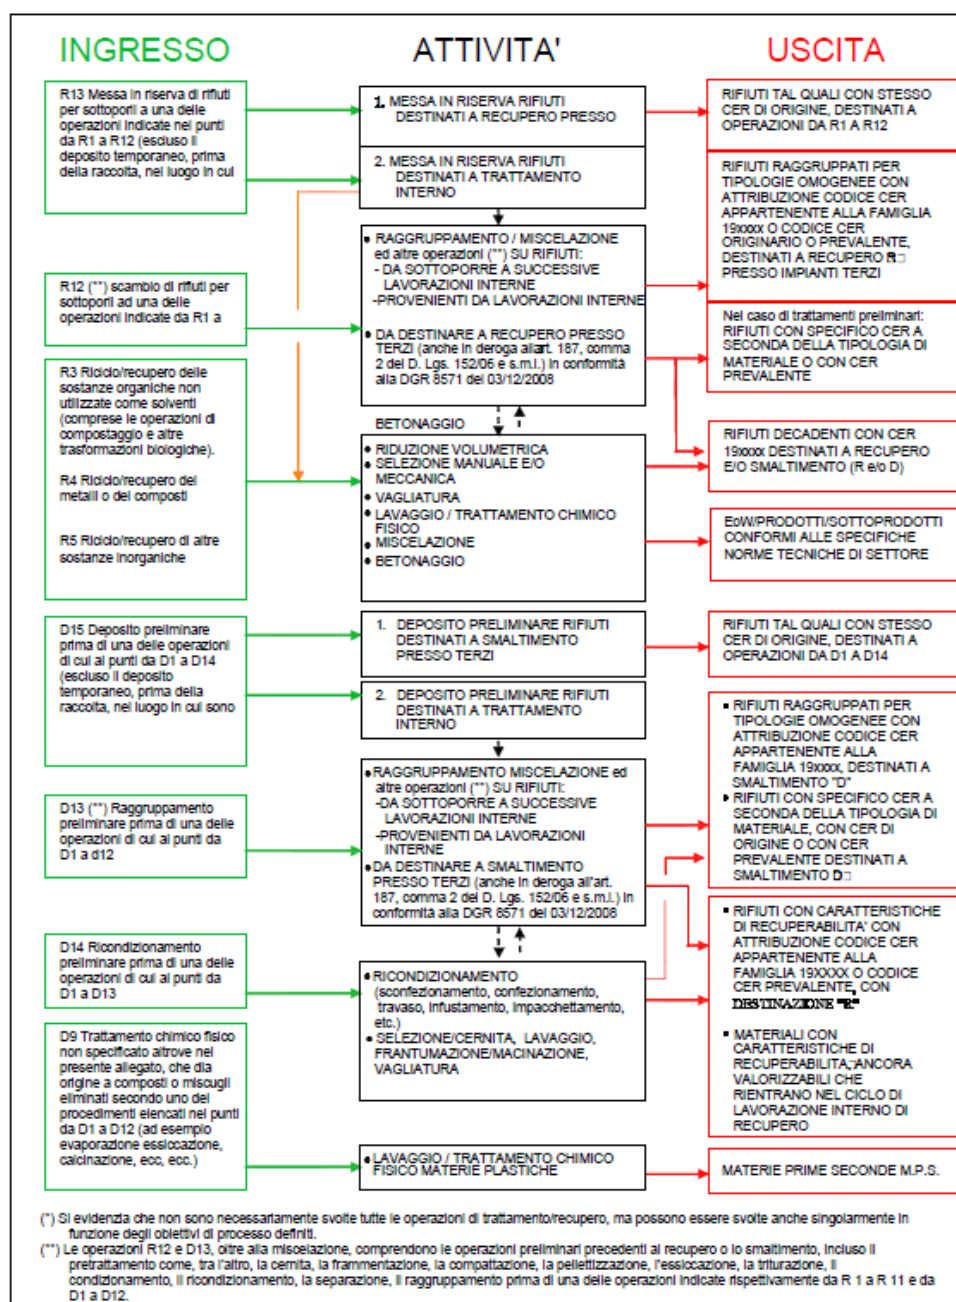 INGRESSO
R13 Messa in riserva di rifiuti
per sottoporli a una delle
operazioni indicate nei punti
da R1 a R12 (escluso il
deposito temporaneo, prima
della raccolta, nel luogo in cui
R12 (**) scambio di rifiuti per
sottoporli ad una delle
operazioni indicate da R1 a
R3 Riciclo/recupero delle
sostanze organiche non
utilizzate come solventi
(comprese le operazioni di
compostaggio e altre
trasformazioni biologiche).
R4 Riciclo/recupero dei
metalli o dei composti
R5 Riciclo/recupero di altre
sostanze inorganiche
D15 Deposito preliminare
prima di una delle operazioni
di cui ai punti da D1 a D14
(escluso il deposito
temporaneo, prima della
raccolta, nel luogo in cui sono
D13 (**) Raggruppamento
preliminare prima di una delle
operazioni di cui ai punti da
D1 a d12
D14 Ricondizionamento
preliminare prima di una delle
operazioni di cui ai punti da
D1 a D13
D9 Trattamento chimico fisico
non specificato altrove nel
presente allegato, che dia
origine a composti o miscugli
eliminati secondo uno dei
procedimenti elencati nei punti
da D1 a D12 (ad esempio
evaporazione essiccazione,
calcinazione, ecc, ecc.)
ATTIVITA'
1. MESSA IN RISERVA RIFIUTI
DESTINATI A RECUPERO PRESSO
2. MESSA IN RISERVA RIFIUTI
DESTINATI A TRATTAMENTO
INTERNO
• RAGGRUPPAMENTO / MISCELAZIONE
ed altre operazioni (**) SU RIFIUTI:
- DA SOTTOPORRE A SUCCESSIVE
LAVORAZIONI INTERNE
-PROVENIENTI DA LAVORAZIONI INTERNE
• DA DESTINARE A RECUPERO PRESSO
TERZI (anche in deroga allart. 187, comma
2 del D. Lgs. 152/06 e s.m.i.) in conformità
alla DGR 8571 del 03/12/2008
BETONAGGIO
• RIDUZIONE VOLUMETRICA
• SELEZIONE MANUALE E/O
MECCANICA
• VAGLIATURA
• LAVAGGIO / TRATTAMENTO CHIMICO
FISICO
• MISCELAZIONE
• BETONAGGIO
1. DEPOSITO PRELIMINARE RIFIUTI
DESTINATI A SMALTIMENTO
PRESSO TERZI
2. DEPOSITO PRELIMINARE RIFIUTI
DESTINATI A TRATTAMENTO
INTERNO
• RAGGRUPPAMENTO MISCELAZIONE ed
altre operazioni (**) SU RIFIUTI:
-DA SOTTOPORRE A SUCCESSIVE
LAVORAZIONI INTERNE
-PROVENIENTI DA LAVORAZIONI
INTERNE
• DA DESTINARE A SMALTIMENTO
PRESSO TERZI (anche in deroga all'art.
187, comma 2 del D. Lgs. 152/06 e s.m.i.) in
conformità alla DGR 8571 del 03/12/2008
• RICONDIZIONAMENTO
(sconfezionamento, confezionamento,
travaso, infustamento, impacchettamento,
etc.)
• SELEZIONE/CERNITA, LAVAGGIO,
FRANTUMAZIONE/MACINAZIONE,
VAGLIATURA
• LAVAGGIO / TRATTAMENTO CHIMICO
FISICO MATERIE PLASTICHE
USCITA
RIFIUTI TAL QUALI CON STESSO
CER DI ORIGINE, DESTINATI A
OPERAZIONI DA R1 A R12
RIFIUTI RAGGRUPPATI PER
TIPOLOGIE OMOGENEE CON
ATTRIBUZIONE CODICE CER
APPARTENENTE ALLA FAMIGLIA
19xxxx O CODICE CER
ORIGINARIO O PREVALENTE,
DESTINATI A RECUPERO R□
PRESSO IMPIANTI TERZI
Nel caso di trattamenti preliminari:
RIFIUTI CON SPECIFICO CER A
SECONDA DELLA TIPOLOGIA DI
MATERIALE O CON CER
PREVALENTE
RIFIUTI DECADENTI CON CER
19xxxx DESTINATI A RECUPERO
E/O SMALTIMENTO (R e/o D)
EoW/PRODOTTI/SOTTOPRODOTTI
CONFORMI ALLE SPECIFICHE
NORME TECNICHE DI SETTORE
RIFIUTI TAL QUALI CON STESSO
CER DI ORIGINE, DESTINATI A
OPERAZIONI DA D1 A D14
▪ RIFIUTI RAGGRUPPATI PER
TIPOLOGIE OMOGENEE CON
ATTRIBUZIONE CODICE CER
APPARTENENTE ALLA
FAMIGLIA 19xxxx, DESTINATI A
SMALTIMENTO "D"
▪ RIFIUTI CON SPECIFICO CER A
SECONDA DELLA TIPOLOGIA DI
MATERIALE, CON CER DI
ORIGINE O CON CER
PREVALENTE DESTINATI A
SMALTIMENTO D□
▪ RIFIUTI CON CARATTERISTICHE
DI RECUPERABILITA' CON
ATTRIBUZIONE CODICE CER
APPARTENENTE ALLA
FAMIGLIA 19XXXX O CODICE
CER PREVALENTE, CON
DESTINAZIONE "R"
▪ MATERIALI CON
CARATTERISTICHE DI
RECUPERABILITA,□ANCORA
VALORIZZABILI CHE
RIENTRANO NEL CICLO DI
LAVORAZIONE INTERNO DI
RECUPERO
MATERIE PRIME SECONDE M.P.S.
(*) Si evidenzia che non sono necessariamente svolte tutte le operazioni di trattamento/recupero, ma possono essere svolte anche singolarmente in
funzione degli obiettivi di processo definiti.
(**) Le operazioni R12 e D13, oltre alla miscelazione, comprendono le operazioni preliminari precedenti al recupero o lo smaltimento, incluso il
pretrattamento come, tra l'altro, la cernita, la frammentazione, la compattazione, la pellettizzazione, l'essiccazione, la triturazione, il
condizionamento, il ricondizionamento, la separazione, il raggruppamento prima di una delle operazioni indicate rispettivamente da R 1 a R 11 e da
D1 a D12.